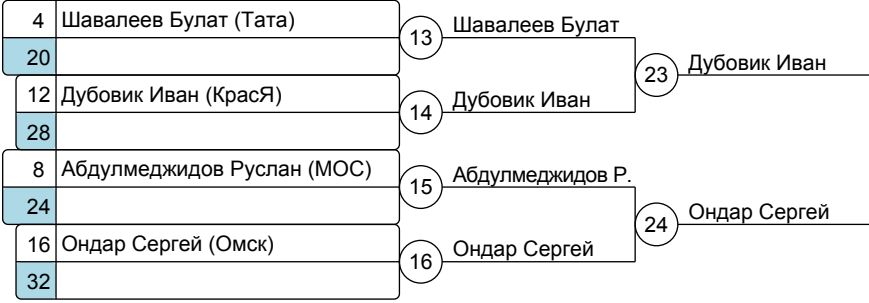 4 Шавалеев Булат (Тата)
20
13 Шавалеев Булат
12 Дубовик Иван (КрасЯ)
28
14 Дубовик Иван
23 Дубовик Иван
8 Абдулмеджидов Руслан (МОС)
24
15 Абдулмеджидов Р.
16 Ондар Сергей (Омск)
32
16 Ондар Сергей
24 Ондар Сергей